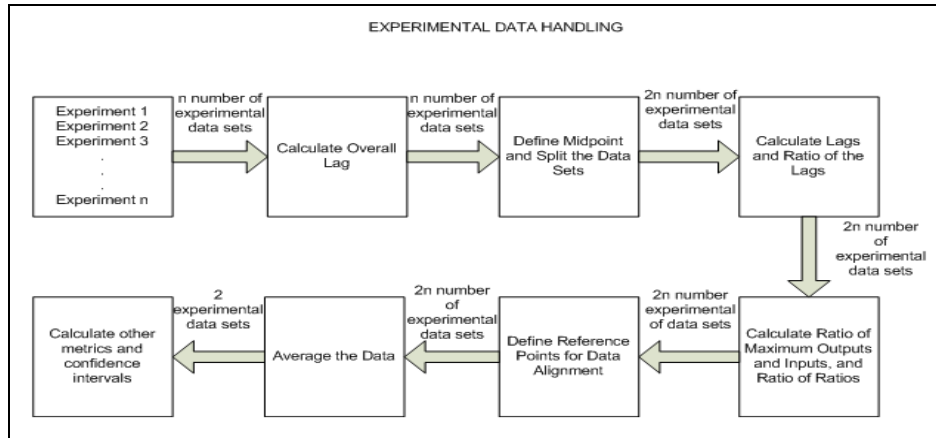 EXPERIMENTAL DATA HANDLING
Experiment 1
Experiment 2
Experiment 3
.
.
.
Experiment n
n number of
experimental
data sets
Calculate Overall
Lag
n number of
experimental
data sets
Define Midpoint
and Split the Data
Sets
2n number of
experimental
data sets
Calculate Lags
and Ratio of the
Lags
2n number
of
experimental
data sets
Calculate Ratio of
Maximum Outputs
and Inputs, and
Ratio of Ratios
2n number
experimental
of data sets
Define Reference
Points for Data
Alignment
2n number
of
experimental
data sets
Average the Data
2
experimental
data sets
Calculate other
metrics and
confidence
intervals